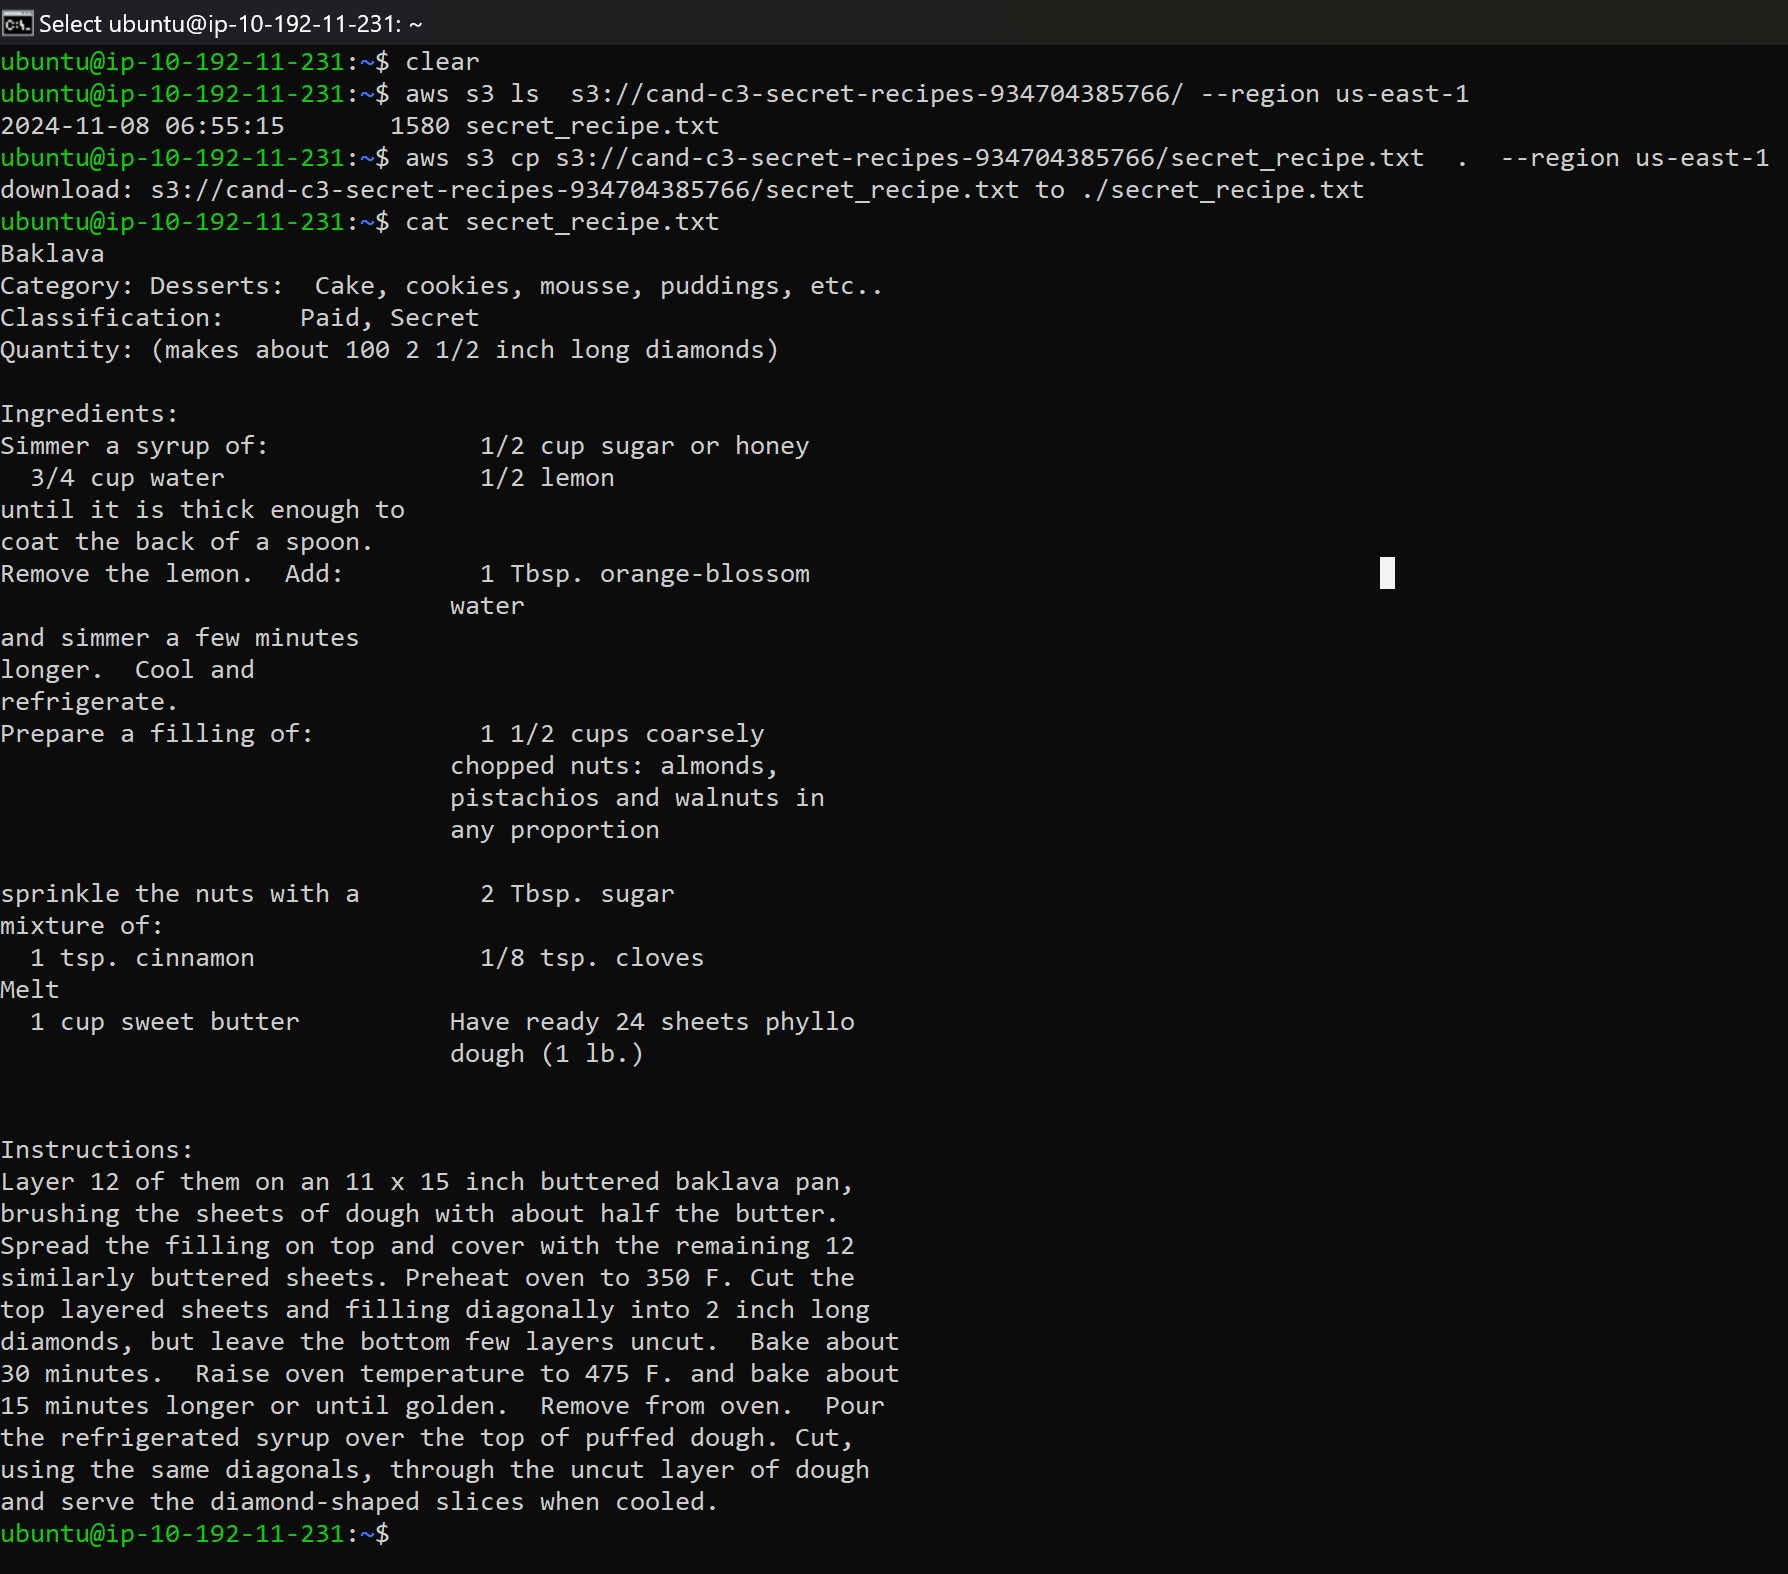 Select ubuntu@ip-10-192-11-231: ~
ubuntu@ip-10-192-11-231:~$ clear
ubuntu@ip-10-192-11-231:~$ aws s3 ls  s3://cand-c3-secret-recipes-934704385766/ --region us-east-1
2024-11-08 06:55:15       1580 secret_recipe.txt
ubuntu@ip-10-192-11-231:~$ aws s3 cp s3://cand-c3-secret-recipes-934704385766/secret_recipe.txt  .  --region us-east-1
download: s3://cand-c3-secret-recipes-934704385766/secret_recipe.txt to ./secret_recipe.txt
ubuntu@ip-10-192-11-231:~$ cat secret_recipe.txt
Baklava
Category: Desserts:  Cake, cookies, mousse, puddings, etc..
Classification:     Paid, Secret
Quantity: (makes about 100 2 1/2 inch long diamonds)

Ingredients:
Simmer a syrup of:              1/2 cup sugar or honey
  3/4 cup water                 1/2 lemon
until it is thick enough to
coat the back of a spoon.
Remove the lemon.  Add:         1 Tbsp. orange-blossom
                              water
and simmer a few minutes
longer.  Cool and
refrigerate.
Prepare a filling of:           1 1/2 cups coarsely
                              chopped nuts: almonds,
                              pistachios and walnuts in
                              any proportion

sprinkle the nuts with a        2 Tbsp. sugar
mixture of:
  1 tsp. cinnamon               1/8 tsp. cloves
Melt
  1 cup sweet butter          Have ready 24 sheets phyllo
                              dough (1 lb.)

Instructions:
Layer 12 of them on an 11 x 15 inch buttered baklava pan,
brushing the sheets of dough with about half the butter.
Spread the filling on top and cover with the remaining 12
similarly buttered sheets. Preheat oven to 350 F. Cut the
top layered sheets and filling diagonally into 2 inch long
diamonds, but leave the bottom few layers uncut.  Bake about
30 minutes.  Raise oven temperature to 475 F. and bake about
15 minutes longer or until golden.  Remove from oven.  Pour
the refrigerated syrup over the top of puffed dough. Cut,
using the same diagonals, through the uncut layer of dough
and serve the diamond-shaped slices when cooled.
ubuntu@ip-10-192-11-231:~$